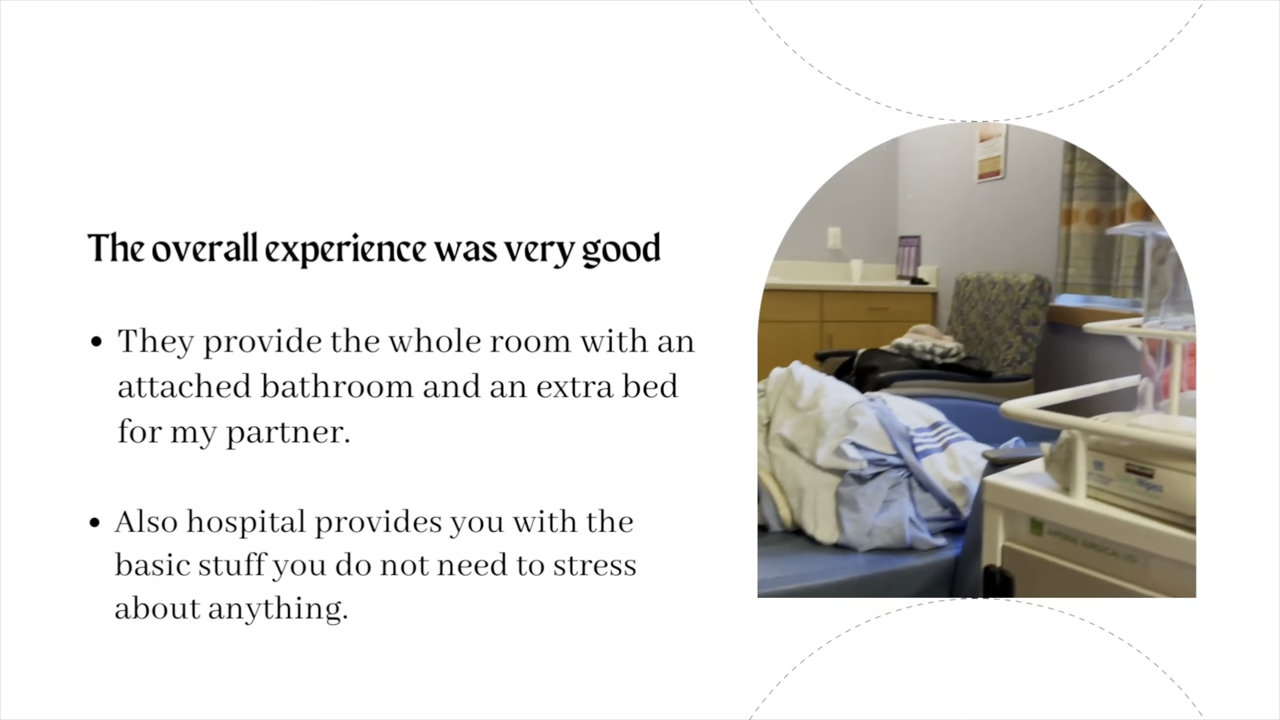 The overall experience was very good
• They provide the whole room with an
attached bathroom and an extra bed
for my partner.
• Also hospital provides you with the
basic stuff you do not need to stress
about anything.